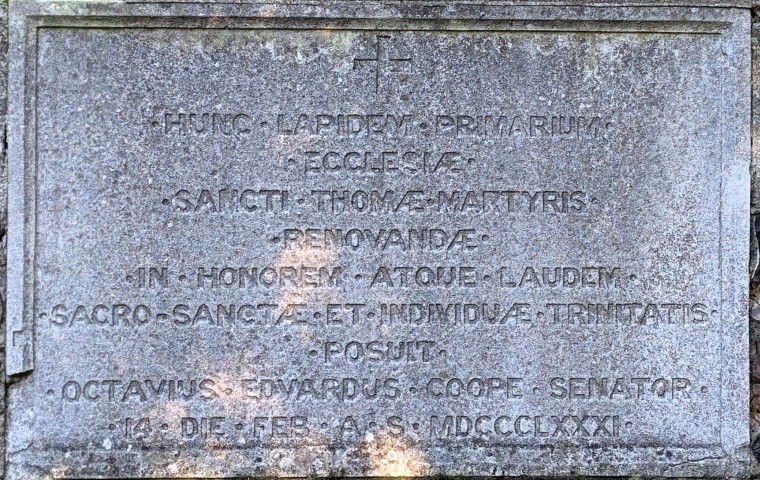 · HUNC · LAPIDEM · PRIMARIUM ·
· ECCLESIÆ ·
· SANCTI · THOMÆ · MARTYRIS ·
· RENOVANDÆ ·
· IN · HONOREM · ATQUE · LAUDEM ·
· SACRO-SANCTÆ · ET · INDIVIDUÆ · TRINITATIS ·
· POSUIT ·
· OCTAVIUS · EDVARDUS · COOPE · SENATOR ·
· 14 · DIE · FEB · A · S · MDCCCLXXXI ·